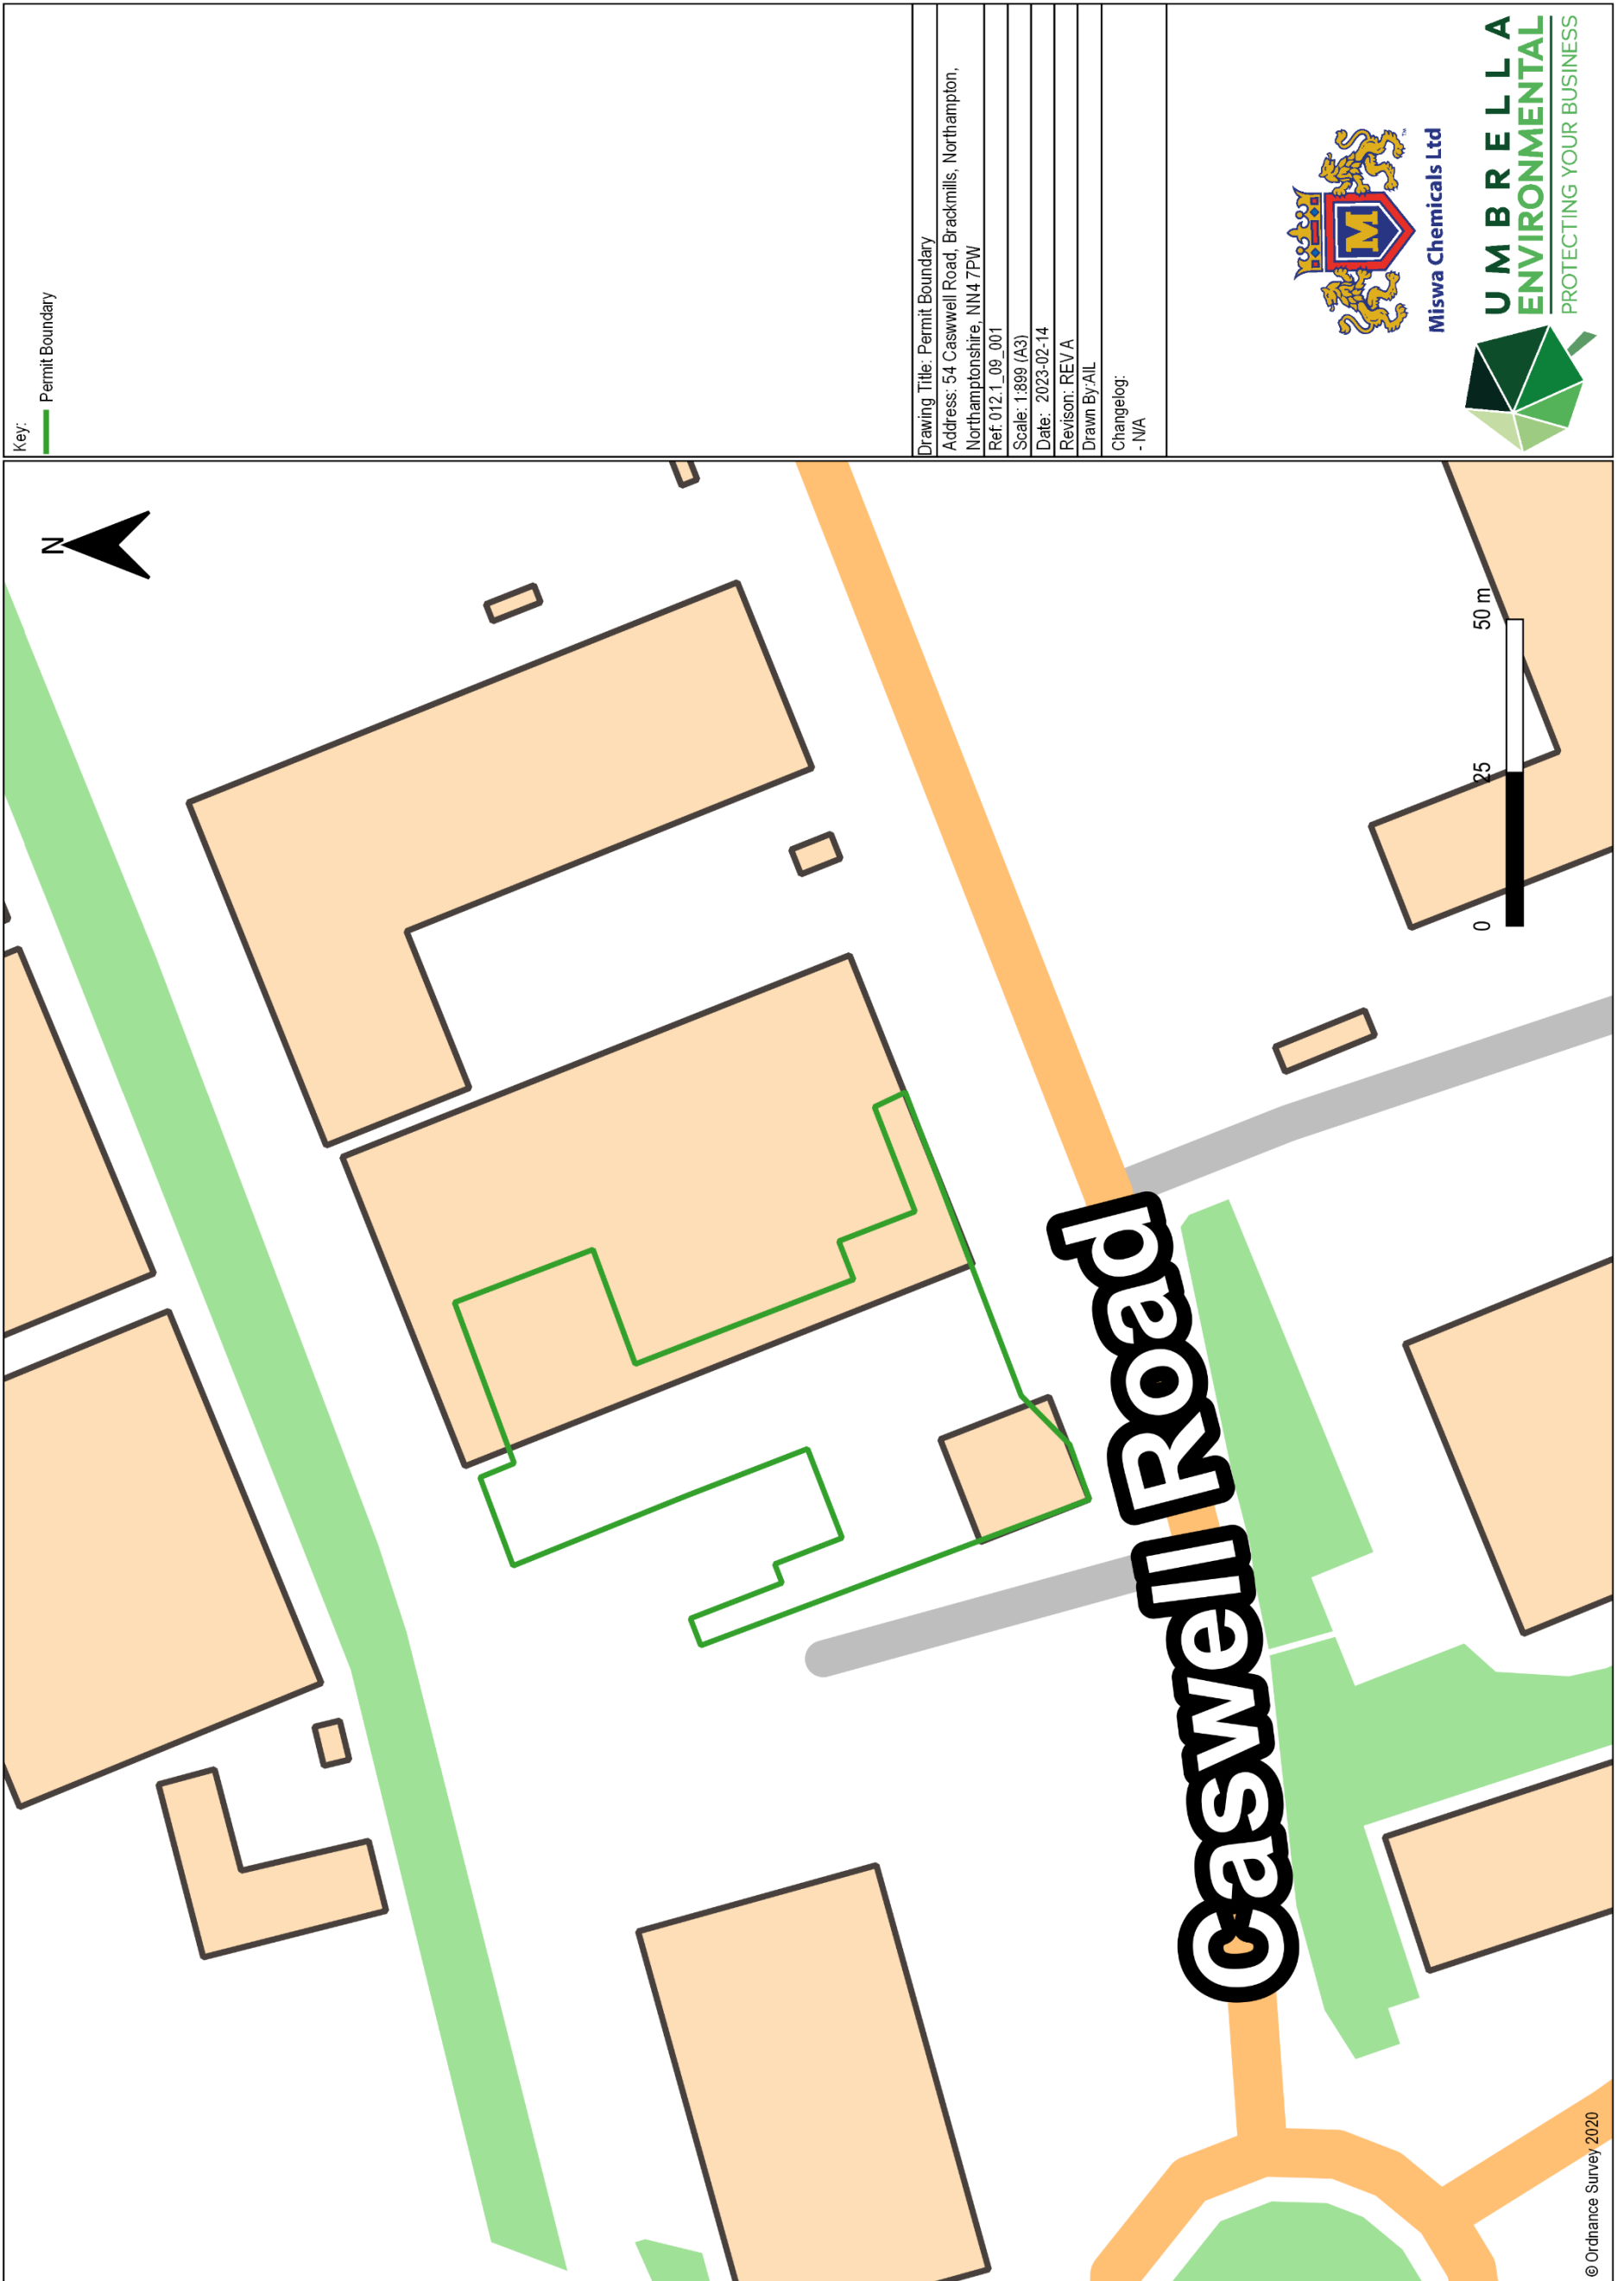 Key:
Permit Boundary
N
Caswell Road
0 25 50 m
© Ordnance Survey 2020
Drawing Title: Permit Boundary
Address: 54 Caswwell Road, Brackmills, Northampton,
Northamptonshire, NN4 7PW
Ref: 012.1_09_001
Scale: 1:899 (A3)
Date: 2023-02-14
Revison: REV A
Drawn By:AIL
Changelog:
- N/A
M
™
Miswa Chemicals Ltd
UMBRELLA
ENVIRONMENTAL
PROTECTING YOUR BUSINESS